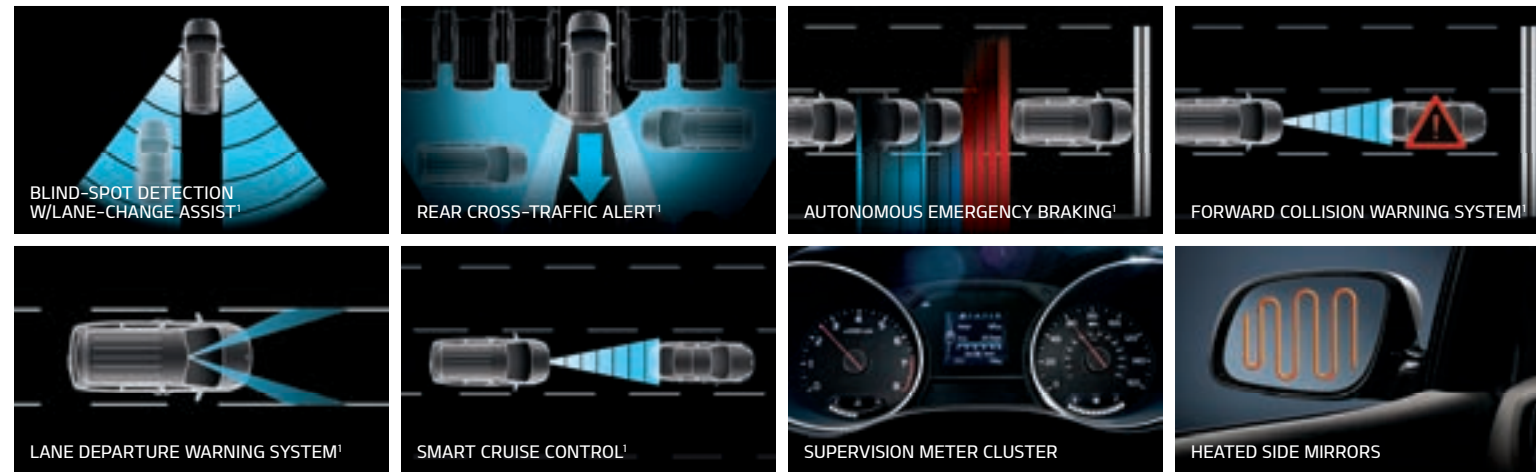 BLIND-SPOT DETECTION
W/LANE-CHANGE ASSIST¹
REAR CROSS-TRAFFIC ALERT¹
AUTONOMOUS EMERGENCY BRAKING¹
FORWARD COLLISION WARNING SYSTEM¹
LANE DEPARTURE WARNING SYSTEM¹
SMART CRUISE CONTROL¹
SUPERVISION METER CLUSTER
HEATED SIDE MIRRORS